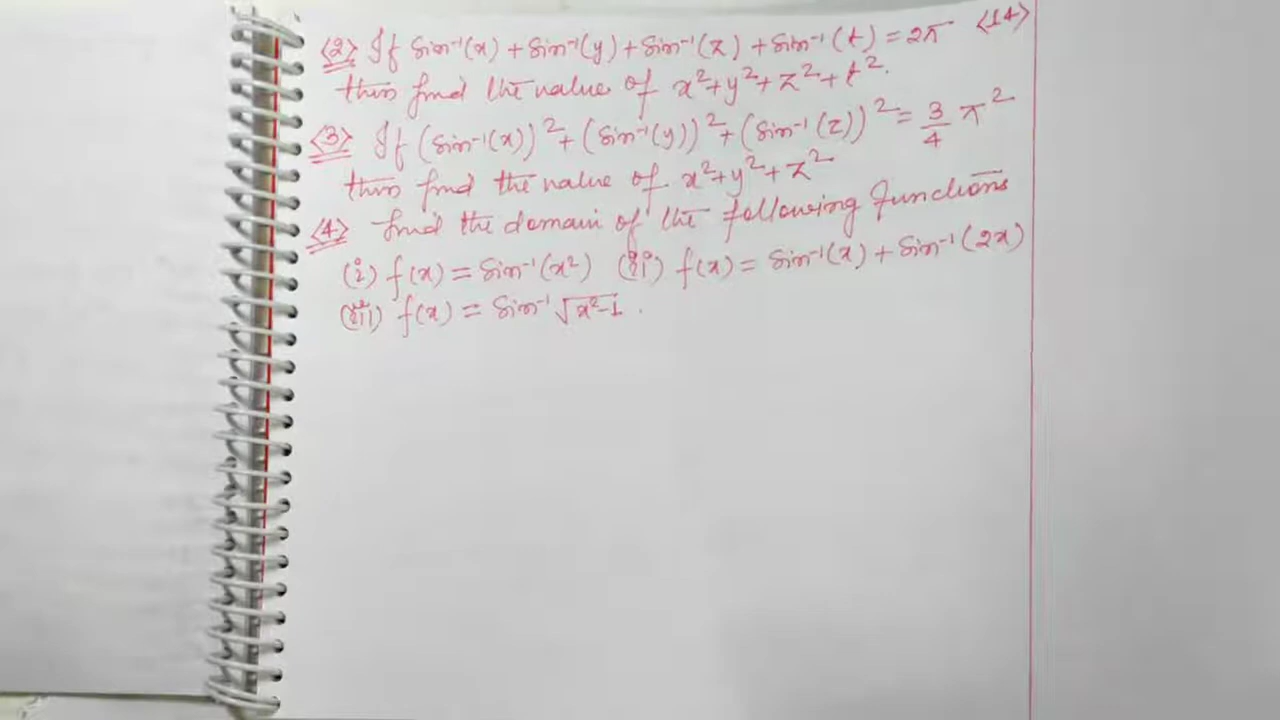 <2> If Sin⁻¹(x) + Sin⁻¹(y) + Sin⁻¹(z) + Sin⁻¹(t) = 2π <14>
then find the value of x² + y² + z² + t².
<3> If (Sin⁻¹(x))² + (Sin⁻¹(y))² + (Sin⁻¹(z))² = 3/4 π²
then find the value of x² + y² + z²
<4> find the domain of the following functions
(i) f(x) = Sin⁻¹(x²) (ii) f(x) = Sin⁻¹(x) + Sin⁻¹(2x)
(iii) f(x) = Sin⁻¹ √(x²-1) .